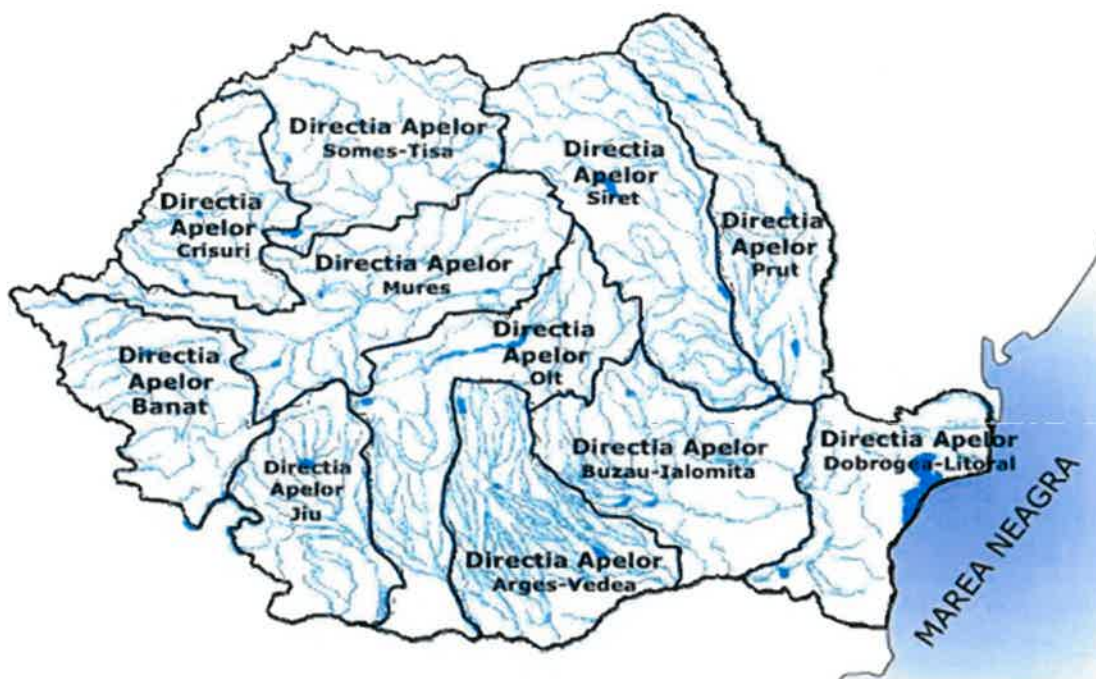 Directia Apelor
Somes-Tisa
Directia
Apelor
Siret
Directia
Apelor
Crisuri
Directia
Apelor
Prut
Directia Apelor
Mures
Directia
Apelor
Olt
Directia
Apelor
Banat
Directia Apelor
Buzau-Ialomita
Directia Apelor
Dobrogea-Litoral
Directia
Apelor
Jiu
Directia Apelor
Arges-Vedea
MAREA NEAGRA